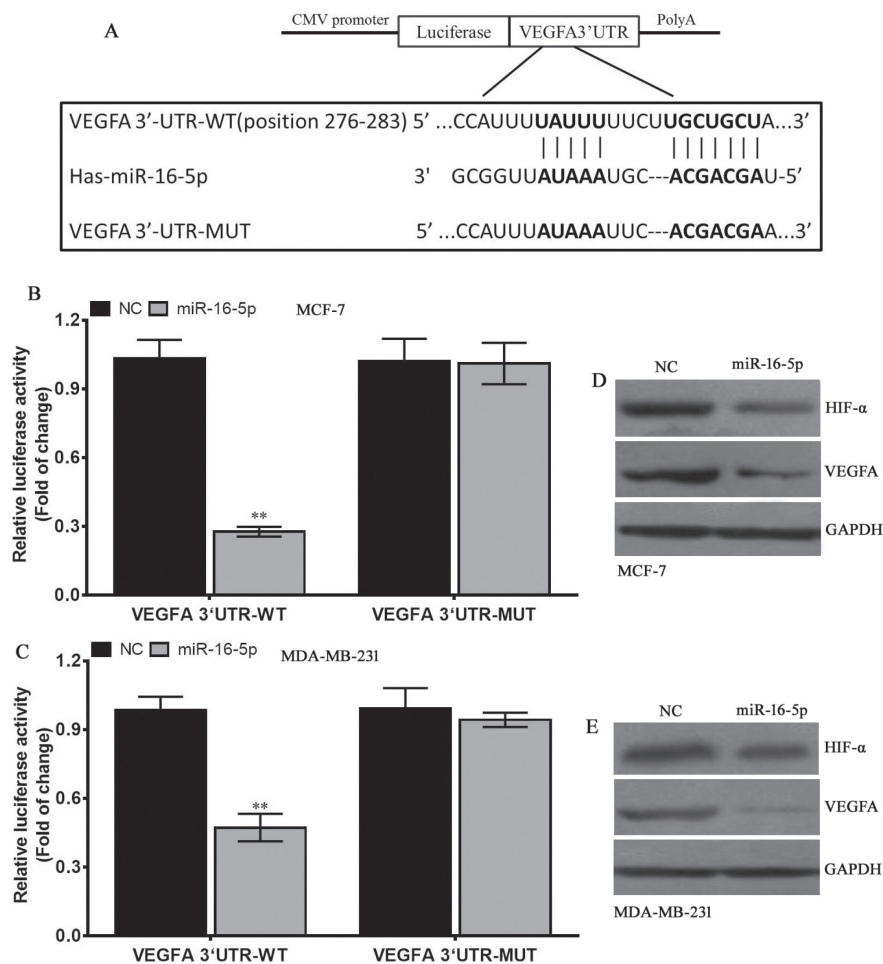 A
CMV promoter
Luciferase
VEGFA3'UTR
PolyA
VEGFA 3'-UTR-WT(position 276-283) 5' ...CCAUUUUAUUUUUCUUGCUGCUA...3'
Has-miR-16-5p 3' GCGGUUAUAAAUGC---ACGACGAU-5'
VEGFA 3'-UTR-MUT 5' ...CCAUUUAUAAAUUC---ACGACGAA...3'
B
NC
miR-16-5p
MCF-7
Relative luciferase activity
(Fold of change)
1.2
0.9
0.6
0.3
0.0
**
VEGFA 3'UTR-WT
VEGFA 3'UTR-MUT
C
NC
miR-16-5p
MDA-MB-231
Relative luciferase activity
(Fold of change)
1.2
0.9
0.6
0.3
0.0
**
VEGFA 3'UTR-WT
VEGFA 3'UTR-MUT
D
NC
miR-16-5p
HIF-α
VEGFA
GAPDH
MCF-7
E
NC
miR-16-5p
HIF-α
VEGFA
GAPDH
MDA-MB-231